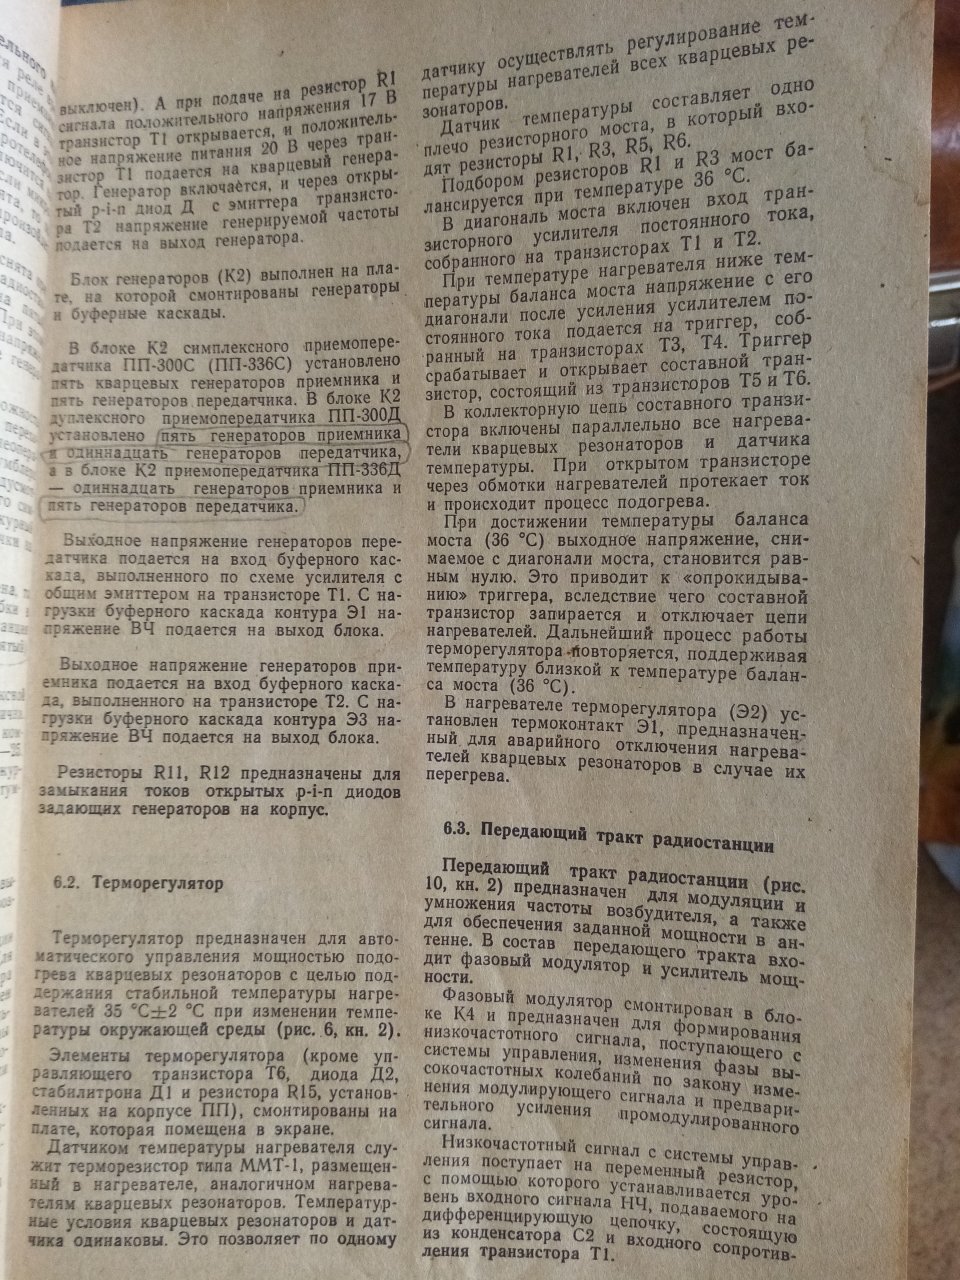 выключен). А при подаче на резистор R1
сигнала положительного напряжения 17 В
транзистор Т1 открывается, и положитель-
ное напряжение питания 20 В через тран-
зистор Т1 подается на кварцевый генера-
тор. Генератор включается, и через откры-
тый p-i-n диод Д с эмиттера транзисто-
ра Т2 напряжение генерируемой частоты
подается на выход генератора.
Блок генераторов (К2) выполнен на пла-
те, на которой смонтированы генераторы
и буферные каскады.
В блоке К2 симплексного приемопере-
датчика ПП-300С (ПП-336С) установлено
пять кварцевых генераторов приемника и
пять генераторов передатчика. В блоке К2
дуплексного приемопередатчика ПП-300Д
установлено пять генераторов приемника
и одиннадцать генераторов передатчика,
а в блоке К2 приемопередатчика ПП-336Д
— одиннадцать генераторов приемника и
пять генераторов передатчика.
Выходное напряжение генераторов пере-
датчика подается на вход буферного кас-
када, выполненного по схеме усилителя с
общим эмиттером на транзисторе Т1. С на-
грузки буферного каскада контура Э1 на-
пряжение ВЧ подается на выход блока.
Выходное напряжение генераторов при-
емника подается на вход буферного каска-
да, выполненного на транзисторе Т2. С на-
грузки буферного каскада контура Э3 на-
пряжение ВЧ подается на выход блока.
Резисторы R11, R12 предназначены для
замыкания токов открытых p-i-n диодов
задающих генераторов на корпус.
6.2. Терморегулятор
Терморегулятор предназначен для авто-
матического управления мощностью подо-
грева кварцевых резонаторов с целью под-
держания стабильной температуры нагре-
вателей 35 °С±2 °С при изменении темпе-
ратуры окружающей среды (рис. 6, кн. 2).
Элементы терморегулятора (кроме уп-
равляющего транзистора Т6, диода Д2,
стабилитрона Д1 и резистора R15, установ-
ленных на корпусе ПП), смонтированы на
плате, которая помещена в экране.
Датчиком температуры нагревателя слу-
жит терморезистор типа ММТ-1, размещен-
ный в нагревателе, аналогичном нагрева-
телям кварцевых резонаторов. Температур-
ные условия кварцевых резонаторов и дат-
чика одинаковы. Это позволяет по одному
датчику осуществлять регулирование тем-
пературы нагревателей всех кварцевых ре-
зонаторов.
Датчик температуры составляет одно
плечо резисторного моста, в который вхо-
дят резисторы R1, R3, R5, R6.
Подбором резисторов R1 и R3 мост ба-
лансируется при температуре 36 °С.
В диагональ моста включен вход тран-
зисторного усилителя постоянного тока,
собранного на транзисторах Т1 и Т2.
При температуре нагревателя ниже тем-
пературы баланса моста напряжение с его
диагонали после усиления усилителем по-
стоянного тока подается на триггер, соб-
ранный на транзисторах Т3, Т4. Триггер
срабатывает и открывает составной тран-
зистор, состоящий из транзисторов Т5 и Т6.
В коллекторную цепь составного транзи-
стора включены параллельно все нагрева-
тели кварцевых резонаторов и датчика
температуры. При открытом транзисторе
через обмотки нагревателей протекает ток
и происходит процесс подогрева.
При достижении температуры баланса
моста (36 °С) выходное напряжение, сни-
маемое с диагонали моста, становится рав-
ным нулю. Это приводит к «опрокидыва-
нию» триггера, вследствие чего составной
транзистор запирается и отключает цепи
нагревателей. Дальнейший процесс работы
терморегулятора повторяется, поддерживая
температуру близкой к температуре балан-
са моста (36 °С).
В нагревателе терморегулятора (Э2) ус-
тановлен термоконтакт Э1, предназначен-
ный для аварийного отключения нагрева-
телей кварцевых резонаторов в случае их
перегрева.
6.3. Передающий тракт радиостанции
Передающий тракт радиостанции (рис.
10, кн. 2) предназначен для модуляции и
умножения частоты возбудителя, а также
для обеспечения заданной мощности в ан-
тенне. В состав передающего тракта вхо-
дит фазовый модулятор и усилитель мощ-
ности.
Фазовый модулятор смонтирован в бло-
ке К4 и предназначен для формирования
низкочастотного сигнала, поступающего с
системы управления, изменения фазы вы-
сокочастотных колебаний по закону изме-
нения модулирующего сигнала и предвари-
тельного усиления промодулированного
сигнала.
Низкочастотный сигнал с системы управ-
ления поступает на переменный резистор,
с помощью которого устанавливается уро-
вень входного сигнала НЧ, подаваемого на
дифференцирующую цепочку, состоящую
из конденсатора С2 и входного сопротив-
ления транзистора Т1.